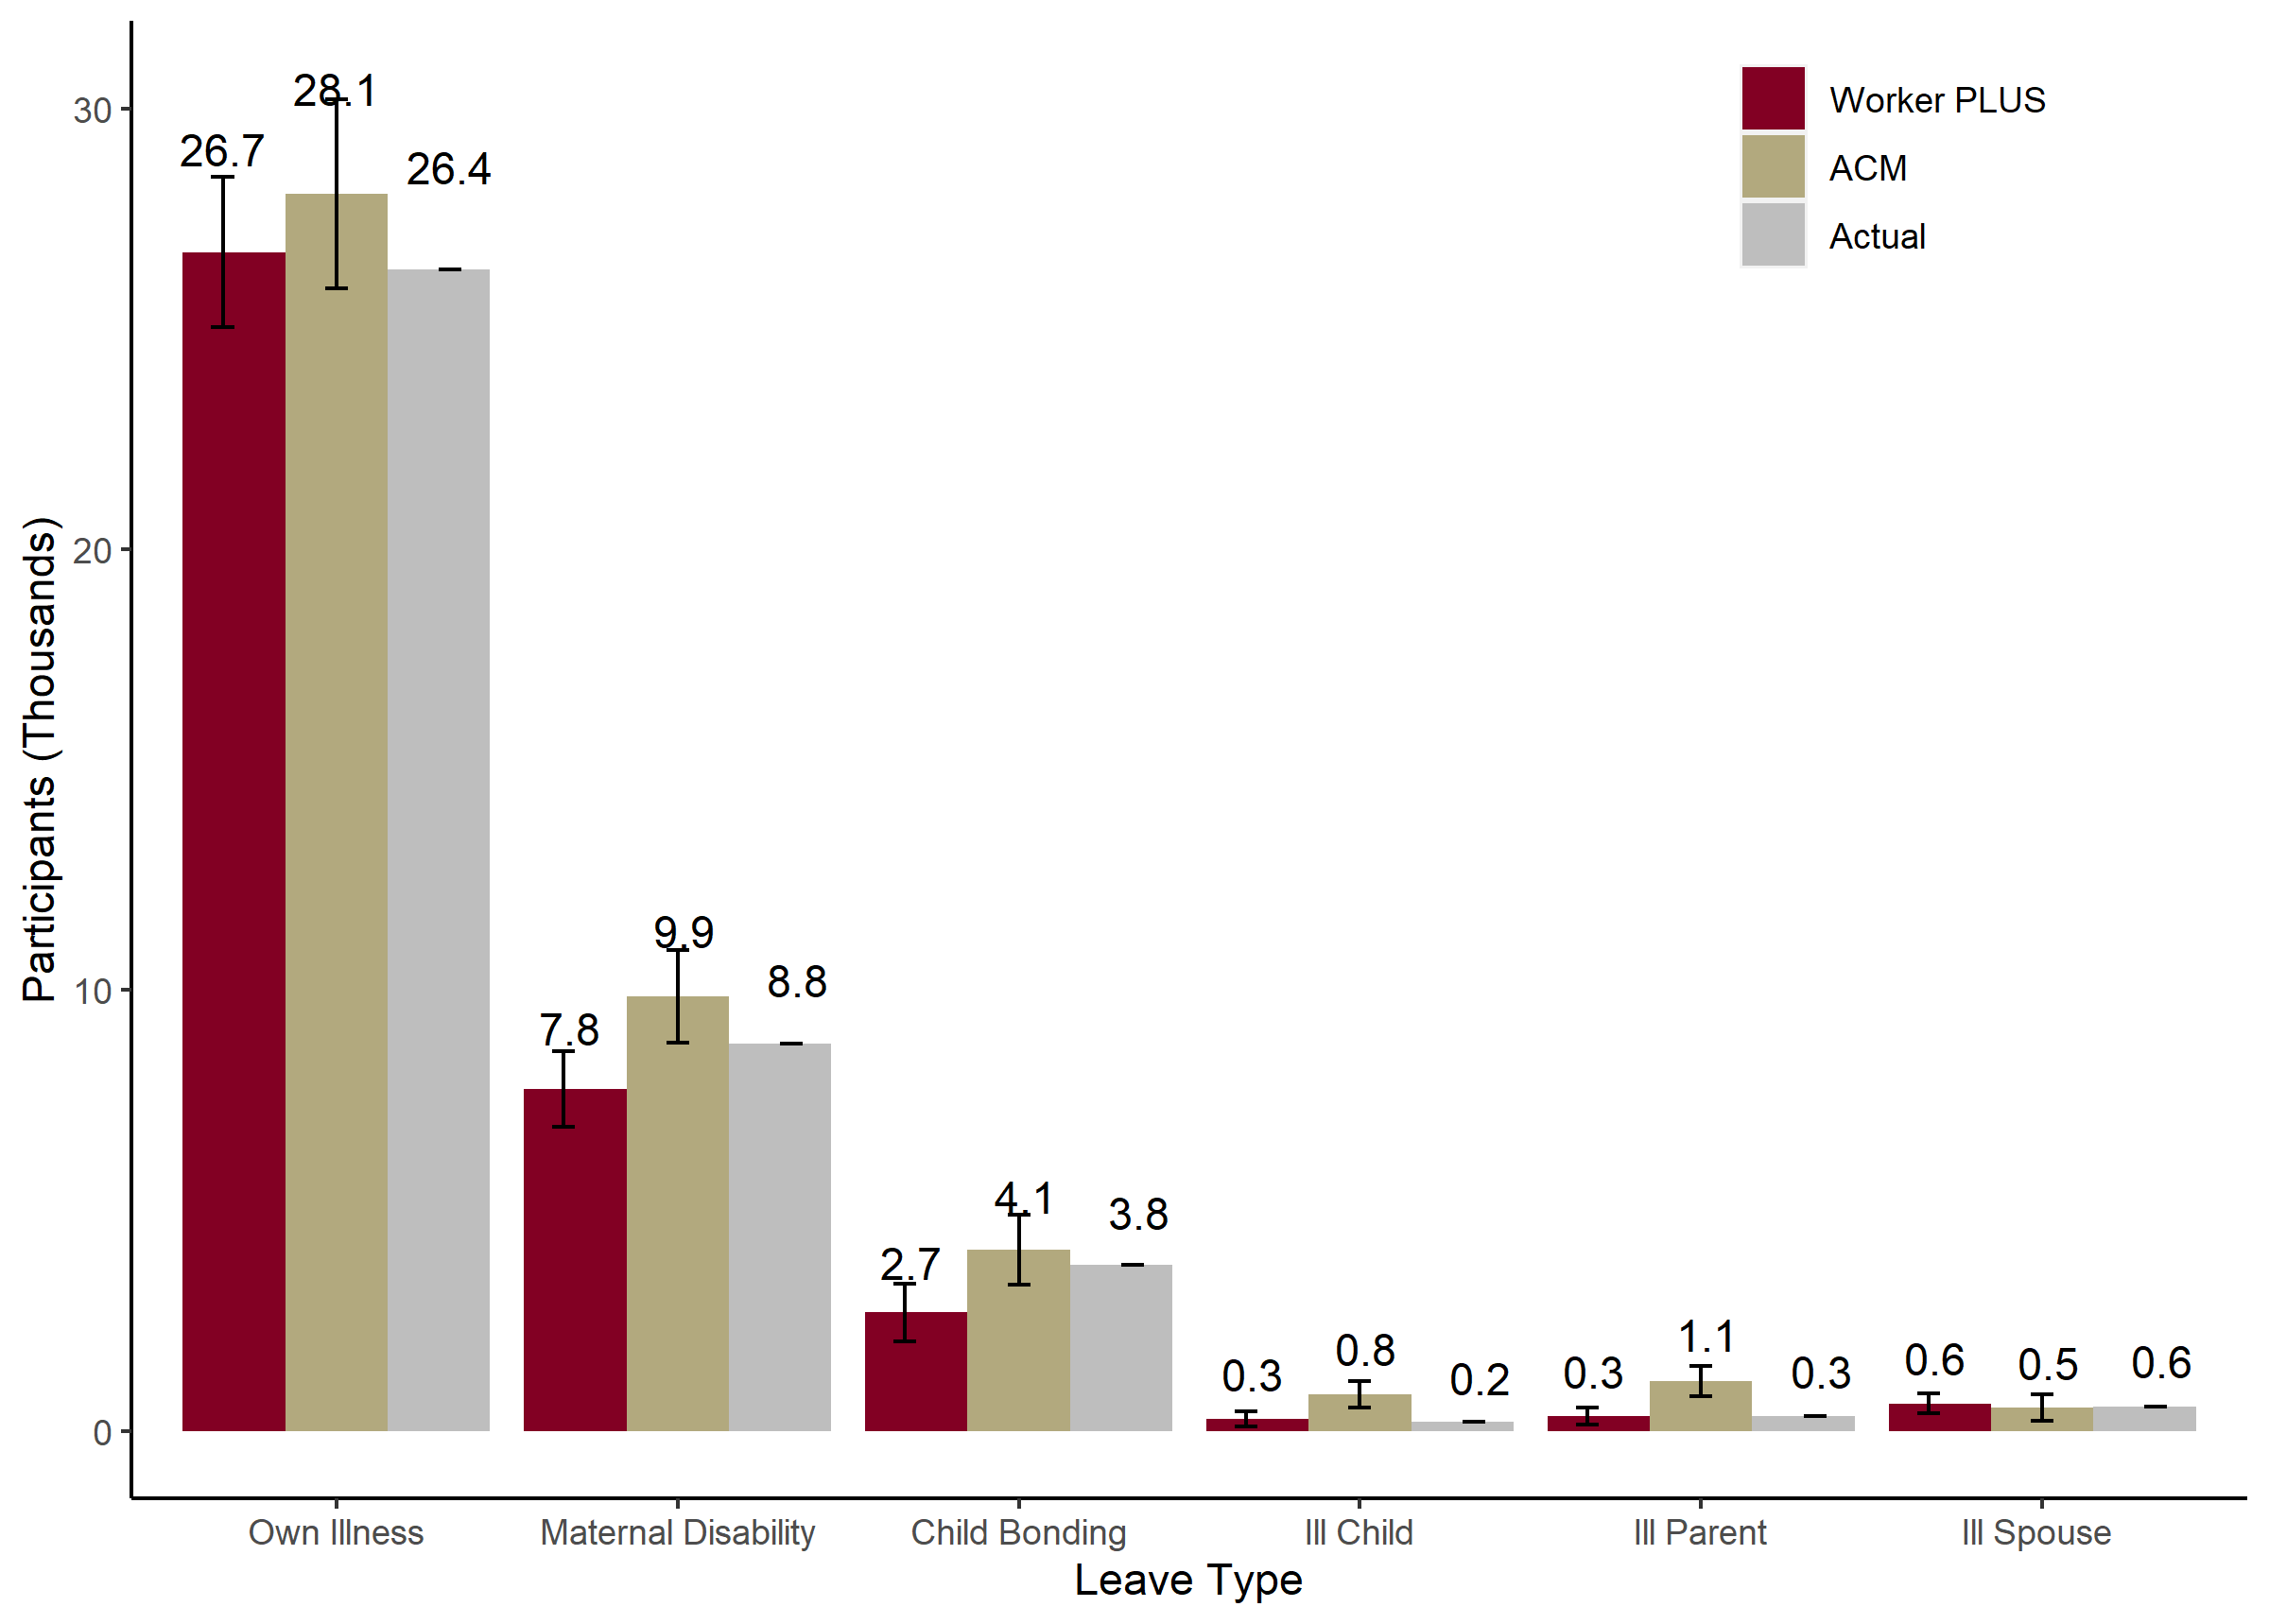 Participants (Thousands)
30
20
10
0
26.7
28.1
26.4
7.8
9.9
8.8
2.7
4.1
3.8
0.3
0.8
0.2
0.3
1.1
0.3
0.6
0.5
0.6
Worker PLUS
ACM
Actual
Own Illness
Maternal Disability
Child Bonding
Ill Child
Ill Parent
Ill Spouse
Leave Type